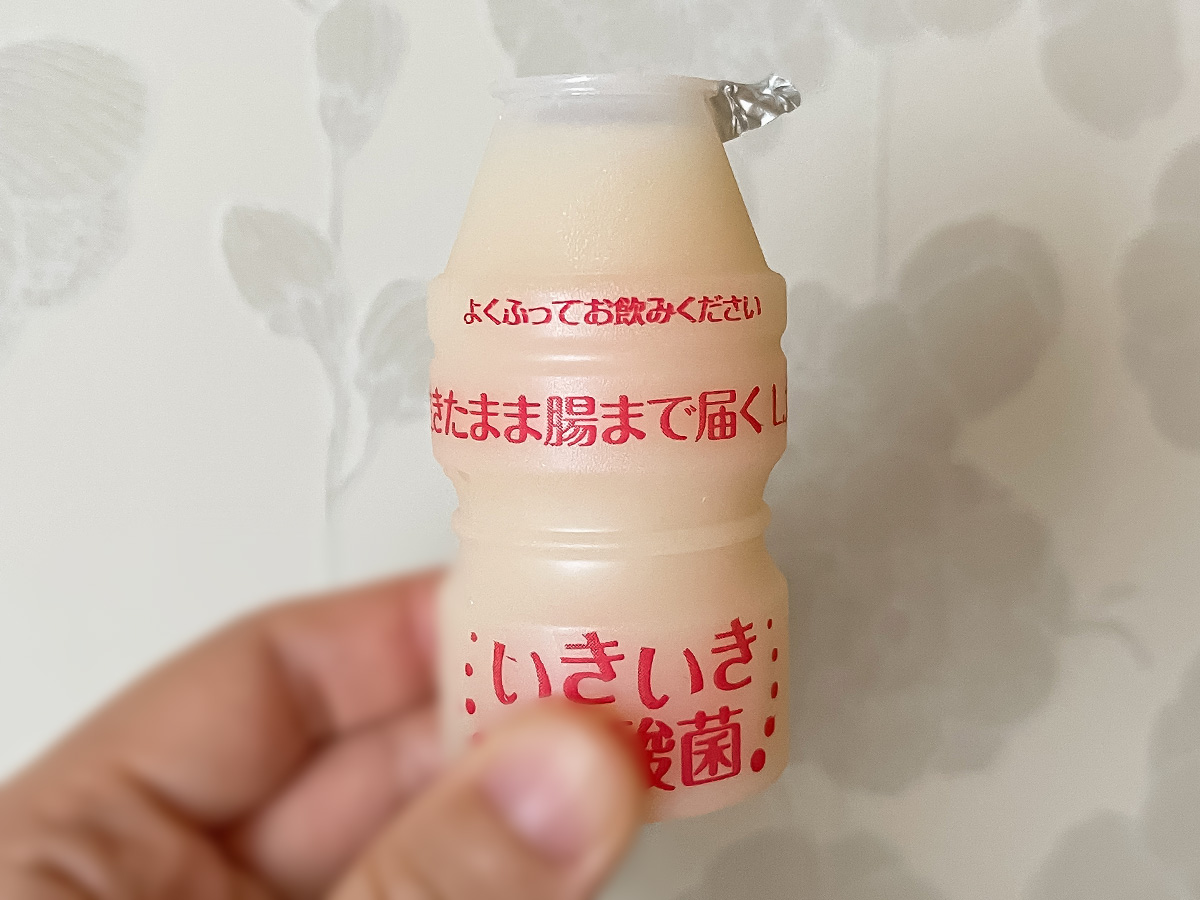 よくふってお飲みください
きたまま腸まで届く
いきいき
酸菌